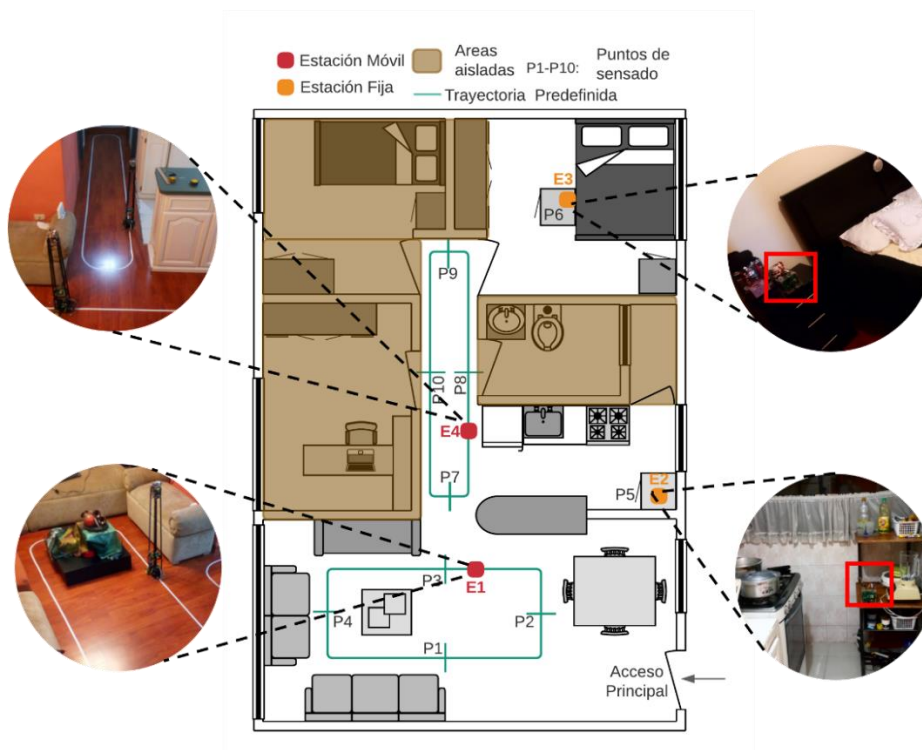 Estación Móvil
Estación Fija
Areas
aisladas
P1-P10:
Puntos de
sensado
Trayectoria Predefinida
E3
P6
P9
P10
P8
E4
P7
P5
E2
P3
E1
P4
P2
P1
Acceso
Principal